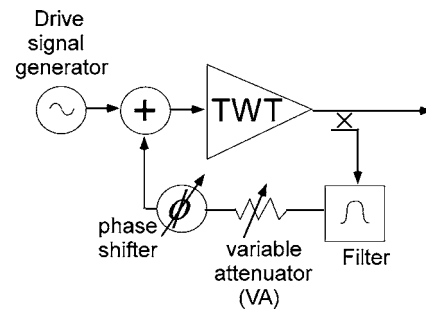 Drive
signal
generator
+
TWT
ϕ
phase
shifter
variable
attenuator
(VA)
Filter